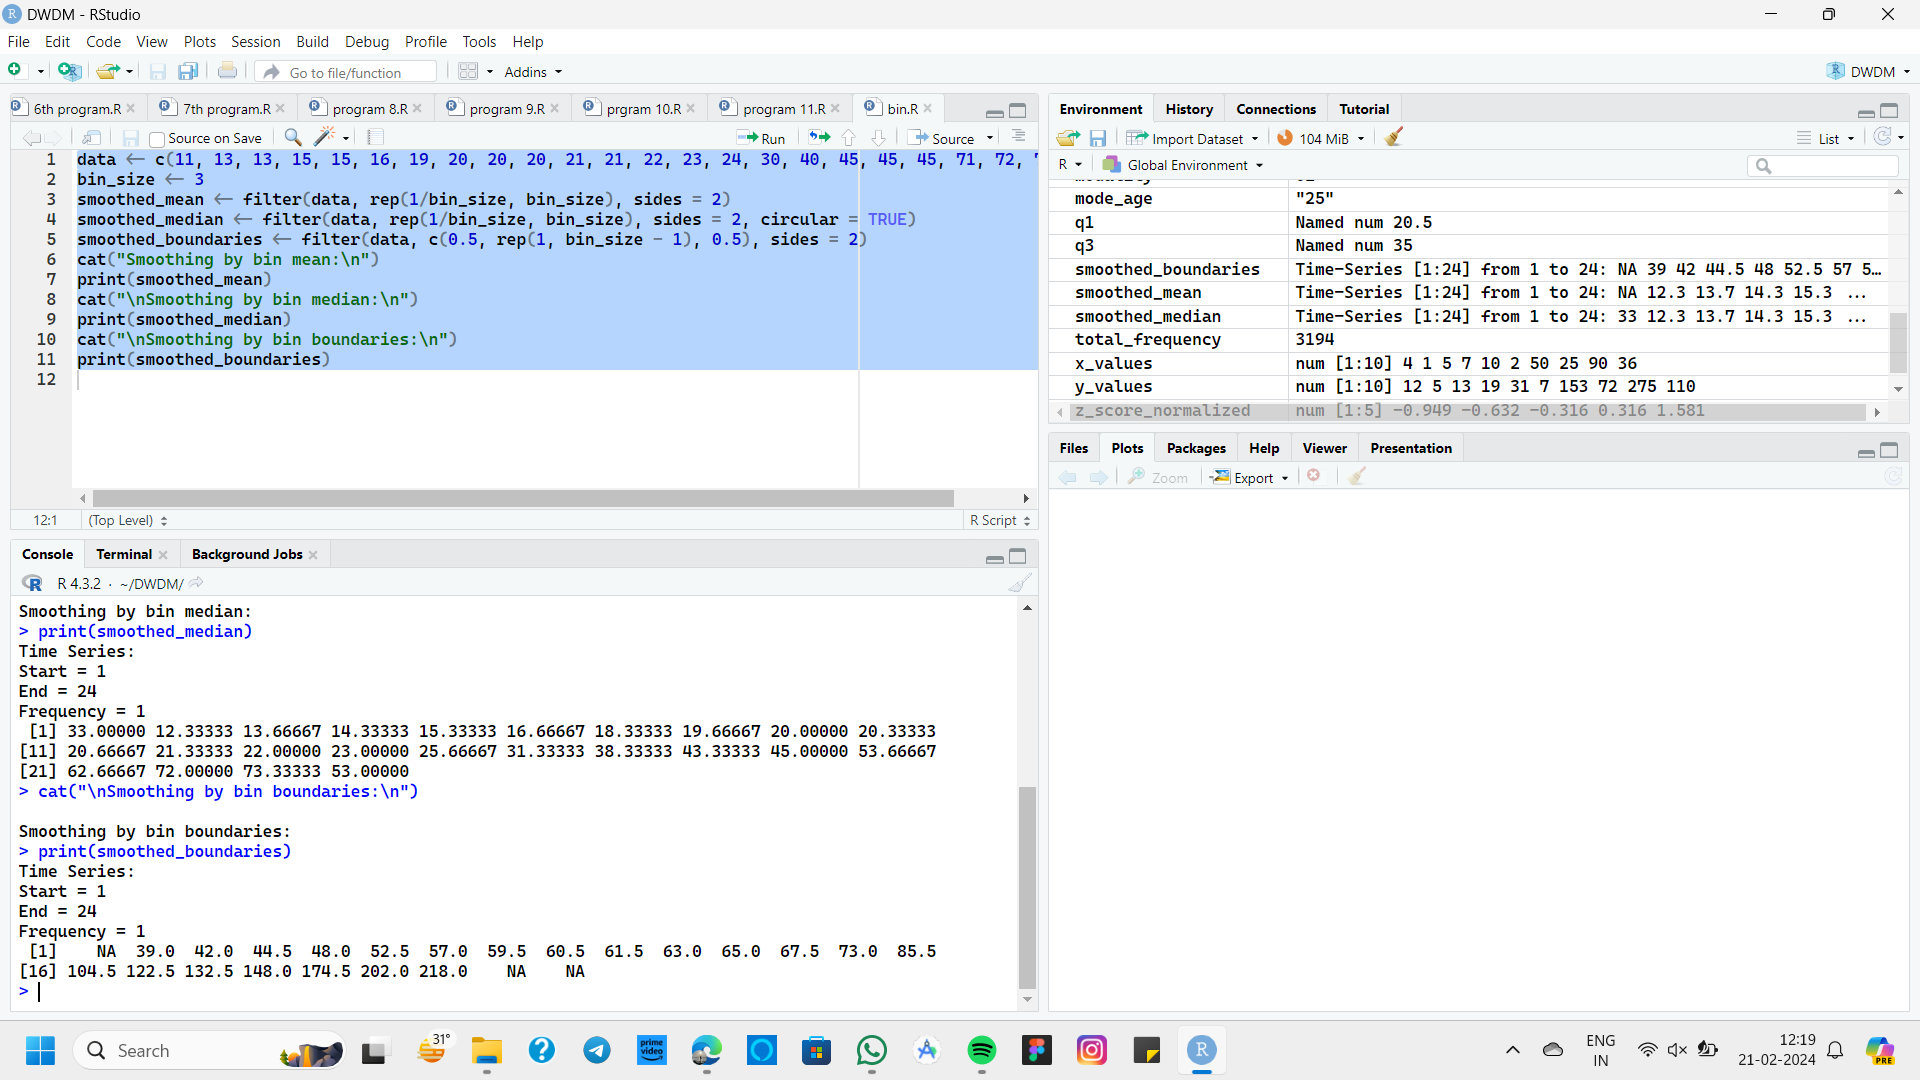 DWDM - RStudio
File Edit Code View Plots Session Build Debug Profile Tools Help
Go to file/function Addins DWDM
6th program.R 7th program.R program 8.R program 9.R prgram 10.R program 11.R bin.R
Source on Save Run Source
1 data <- c(11, 13, 13, 15, 15, 16, 19, 20, 20, 20, 21, 21, 22, 23, 24, 30, 40, 45, 45, 45, 71, 72,
2 bin_size <- 3
3 smoothed_mean <- filter(data, rep(1/bin_size, bin_size), sides = 2)
4 smoothed_median <- filter(data, rep(1/bin_size, bin_size), sides = 2, circular = TRUE)
5 smoothed_boundaries <- filter(data, c(0.5, rep(1, bin_size - 1), 0.5), sides = 2)
6 cat("Smoothing by bin mean:\n")
7 print(smoothed_mean)
8 cat("\nSmoothing by bin median:\n")
9 print(smoothed_median)
10 cat("\nSmoothing by bin boundaries:\n")
11 print(smoothed_boundaries)
12
12:1 (Top Level) R Script
Console Terminal Background Jobs
R 4.3.2 · ~/DWDM/
Smoothing by bin median:
> print(smoothed_median)
Time Series:
Start = 1
End = 24
Frequency = 1
[1] 33.00000 12.33333 13.66667 14.33333 15.33333 16.66667 18.33333 19.66667 20.00000 20.33333
[11] 20.66667 21.33333 22.00000 23.00000 25.66667 31.33333 38.33333 43.33333 45.00000 53.66667
[21] 62.66667 72.00000 73.33333 53.00000
> cat("\nSmoothing by bin boundaries:\n")
Smoothing by bin boundaries:
> print(smoothed_boundaries)
Time Series:
Start = 1
End = 24
Frequency = 1
[1] NA 39.0 42.0 44.5 48.0 52.5 57.0 59.5 60.5 61.5 63.0 65.0 67.5 73.0 85.5
[16] 104.5 122.5 132.5 148.0 174.5 202.0 218.0 NA NA
>
Environment History Connections Tutorial
Import Dataset 104 MiB List
R Global Environment
mode_age "25"
q1 Named num 20.5
q3 Named num 35
smoothed_boundaries Time-Series [1:24] from 1 to 24: NA 39 42 44.5 48 52.5 57 5…
smoothed_mean Time-Series [1:24] from 1 to 24: NA 12.3 13.7 14.3 15.3 ...
smoothed_median Time-Series [1:24] from 1 to 24: 33 12.3 13.7 14.3 15.3 ...
total_frequency 3194
x_values num [1:10] 4 1 5 7 10 2 50 25 90 36
y_values num [1:10] 12 5 13 19 31 7 153 72 275 110
z_score_normalized num [1:5] -0.949 -0.632 -0.316 0.316 1.581
Files Plots Packages Help Viewer Presentation
Zoom Export
Search
31°
prime video
ENG
IN
12:19
21-02-2024
PRE